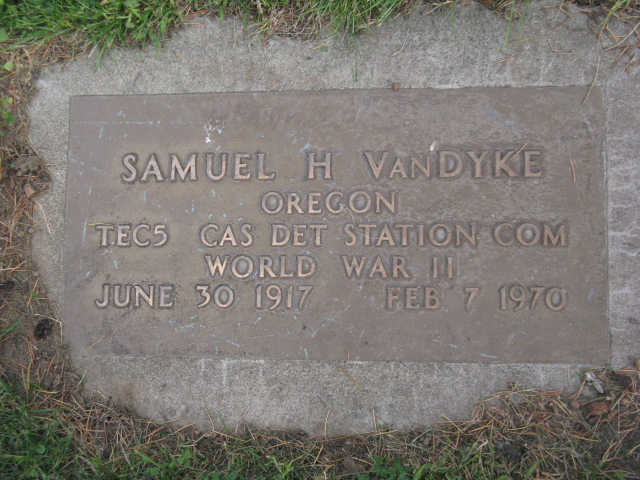 SAMUEL H VANDYKE
OREGON
TEC5 CAS DET STATION COM
WORLD WAR II
JUNE 30 1917 FEB 7 1970